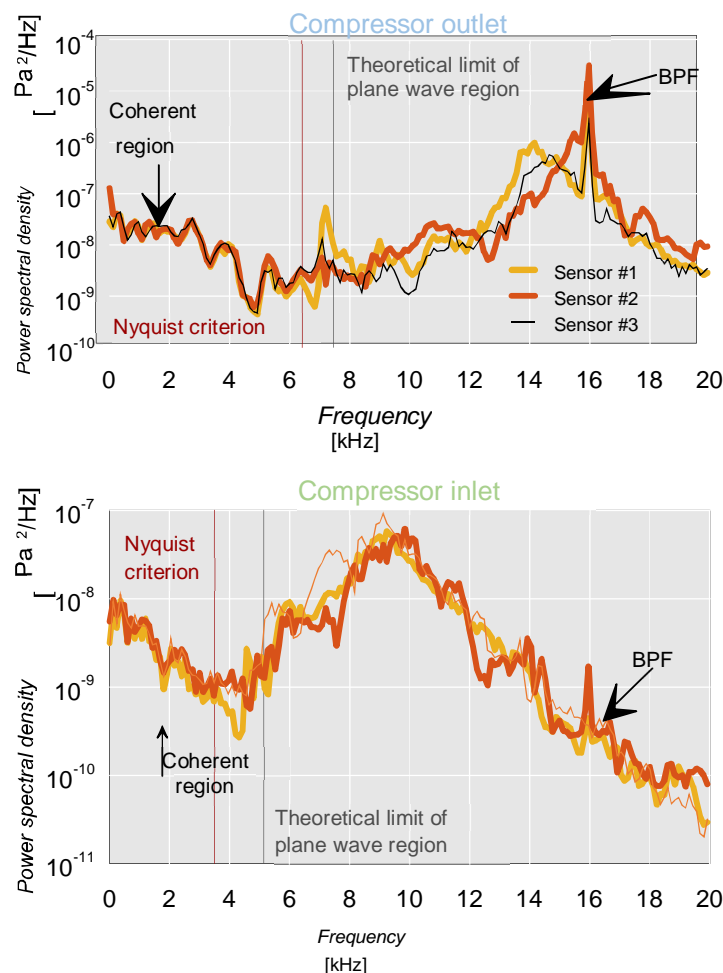 Compressor outlet
Power spectral density
[ Pa²/Hz]
10⁻⁴
10⁻⁵
10⁻⁶
10⁻⁷
10⁻⁸
10⁻⁹
10⁻¹⁰
Theoretical limit of
plane wave region
BPF
Coherent
region
Sensor #1
Sensor #2
Sensor #3
Nyquist criterion
0 2 4 6 8 10 12 14 16 18 20
Frequency
[kHz]
Compressor inlet
Power spectral density
[ Pa²/Hz]
10⁻⁷
10⁻⁸
10⁻⁹
10⁻¹⁰
10⁻¹¹
Nyquist
criterion
BPF
Coherent
region
Theoretical limit of
plane wave region
0 2 4 6 8 10 12 14 16 18 20
Frequency
[kHz]